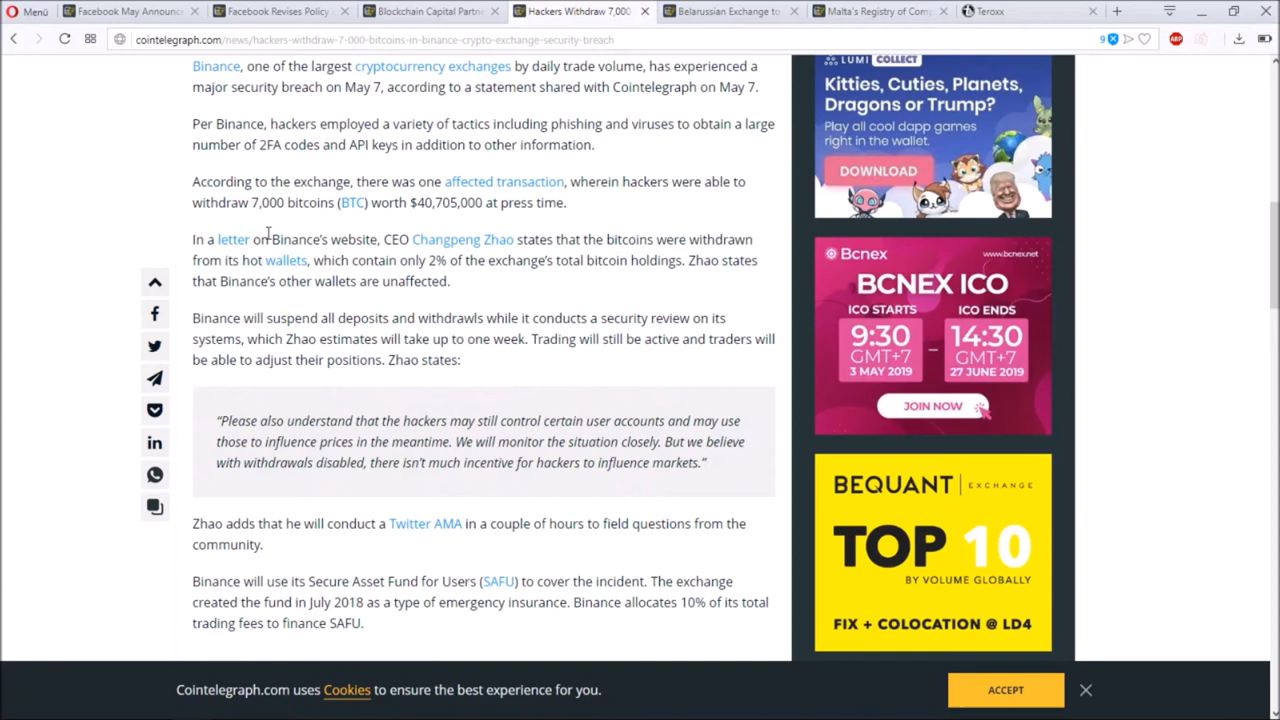 Menü
Facebook May Announc
Facebook Revises Policy
Blockchain Capital Partn
Hackers Withdraw 7,000
Belarussian Exchange to
Malta's Registry of Com
Teroxx
cointelegraph.com/news/hackers-withdraw-7-000-bitcoins-in-binance-crypto-exchange-security-breach
9
ABP
Binance, one of the largest cryptocurrency exchanges by daily trade volume, has experienced a
major security breach on May 7, according to a statement shared with Cointelegraph on May 7.
Per Binance, hackers employed a variety of tactics including phishing and viruses to obtain a large
number of 2FA codes and API keys in addition to other information.
According to the exchange, there was one affected transaction, wherein hackers were able to
withdraw 7,000 bitcoins (BTC) worth $40,705,000 at press time.
In a letter on Binance's website, CEO Changpeng Zhao states that the bitcoins were withdrawn
from its hot wallets, which contain only 2% of the exchange's total bitcoin holdings. Zhao states
that Binance's other wallets are unaffected.
Binance will suspend all deposits and withdrawls while it conducts a security review on its
systems, which Zhao estimates will take up to one week. Trading will still be active and traders will
be able to adjust their positions. Zhao states:
“Please also understand that the hackers may still control certain user accounts and may use
those to influence prices in the meantime. We will monitor the situation closely. But we believe
with withdrawals disabled, there isn't much incentive for hackers to influence markets.”
Zhao adds that he will conduct a Twitter AMA in a couple of hours to field questions from the
community.
Binance will use its Secure Asset Fund for Users (SAFU) to cover the incident. The exchange
created the fund in July 2018 as a type of emergency insurance. Binance allocates 10% of its total
trading fees to finance SAFU.
LUMI COLLECT
Kitties, Cuties, Planets,
Dragons or Trump?
Play all cool dapp games
right in the wallet.
DOWNLOAD
Bcnex
www.bcnex.net
BCNEX ICO
ICO STARTS
ICO ENDS
9:30
GMT+7
3 MAY 2019
–
14:30
GMT+7
27 JUNE 2019
JOIN NOW
BEQUANT | EXCHANGE
TOP 10
BY VOLUME GLOBALLY
FIX + COLOCATION @ LD4
Cointelegraph.com uses Cookies to ensure the best experience for you.
ACCEPT